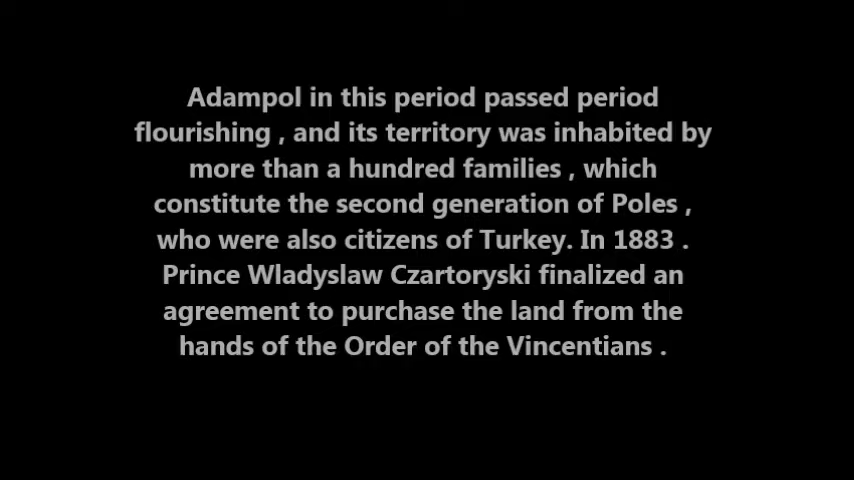 Adampol in this period passed period
flourishing , and its territory was inhabited by
more than a hundred families , which
constitute the second generation of Poles ,
who were also citizens of Turkey. In 1883 .
Prince Wladyslaw Czartoryski finalized an
agreement to purchase the land from the
hands of the Order of the Vincentians .